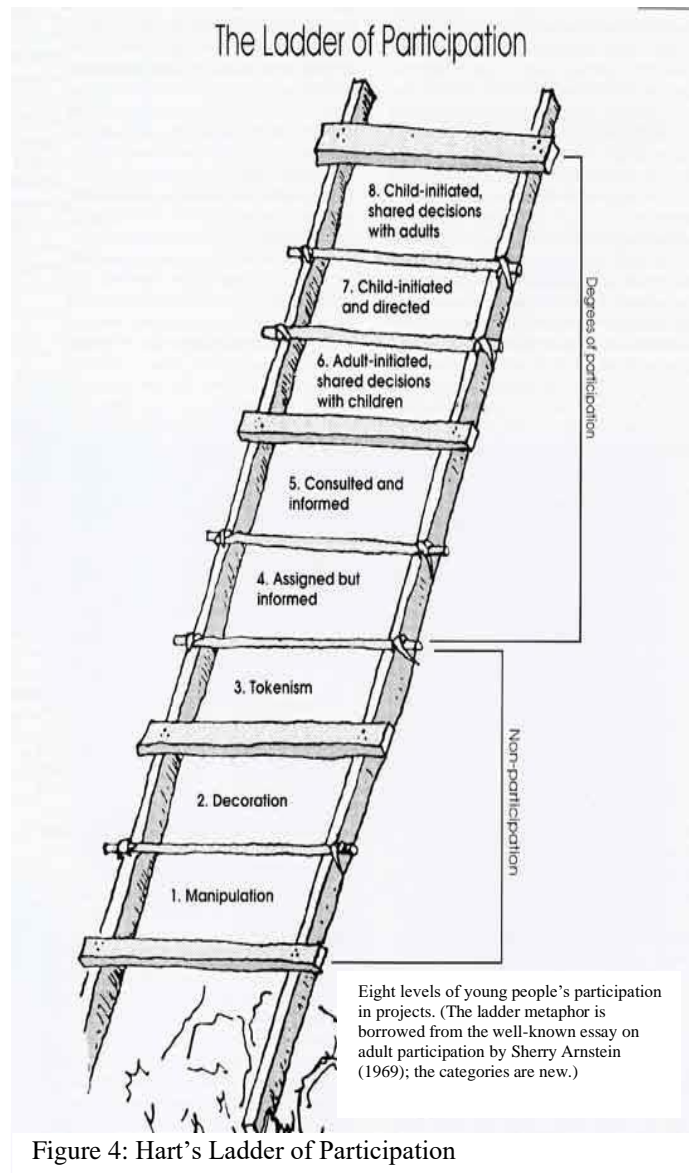 The Ladder of Participation
8. Child-initiated,
shared decisions
with adults
7. Child-initiated
and directed
6. Adult-initiated,
shared decisions
with children
5. Consulted and
informed
4. Assigned but
informed
Degrees of participation
3. Tokenism
2. Decoration
1. Manipulation
Non-participation
Eight levels of young people’s participation
in projects. (The ladder metaphor is
borrowed from the well-known essay on
adult participation by Sherry Arnstein
(1969); the categories are new.)
Figure 4: Hart’s Ladder of Participation